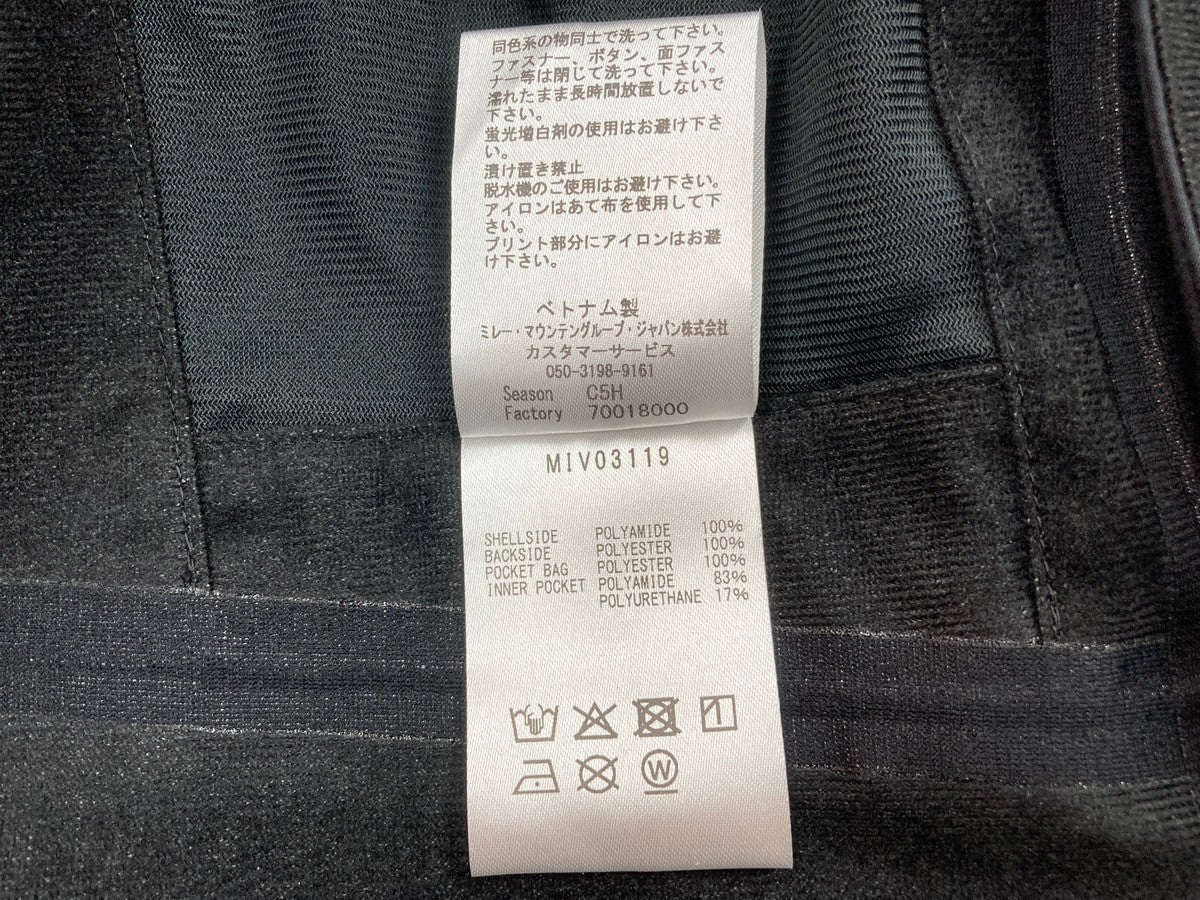 同色系の物同士で洗って下さい。
ファスナー、ボタン、面ファス
ナー等は閉じて洗って下さい。
濡れたまま長時間放置しないで
下さい。
蛍光増白剤の使用はお避け下さ
い。
漬け置き禁止
脱水機のご使用はお避け下さい。
アイロンはあて布を使用して下
さい。
プリント部分にアイロンはお避
け下さい。
ベトナム製
ミレー・マウンテングループ・ジャパン株式会社
カスタマーサービス
050-3198-9161
Season C5H
Factory 70018000
MIV03119
SHELLSIDE POLYAMIDE 100%
BACKSIDE POLYESTER 100%
POCKET BAG POLYESTER 100%
INNER POCKET POLYAMIDE 83%
POLYURETHANE 17%
W